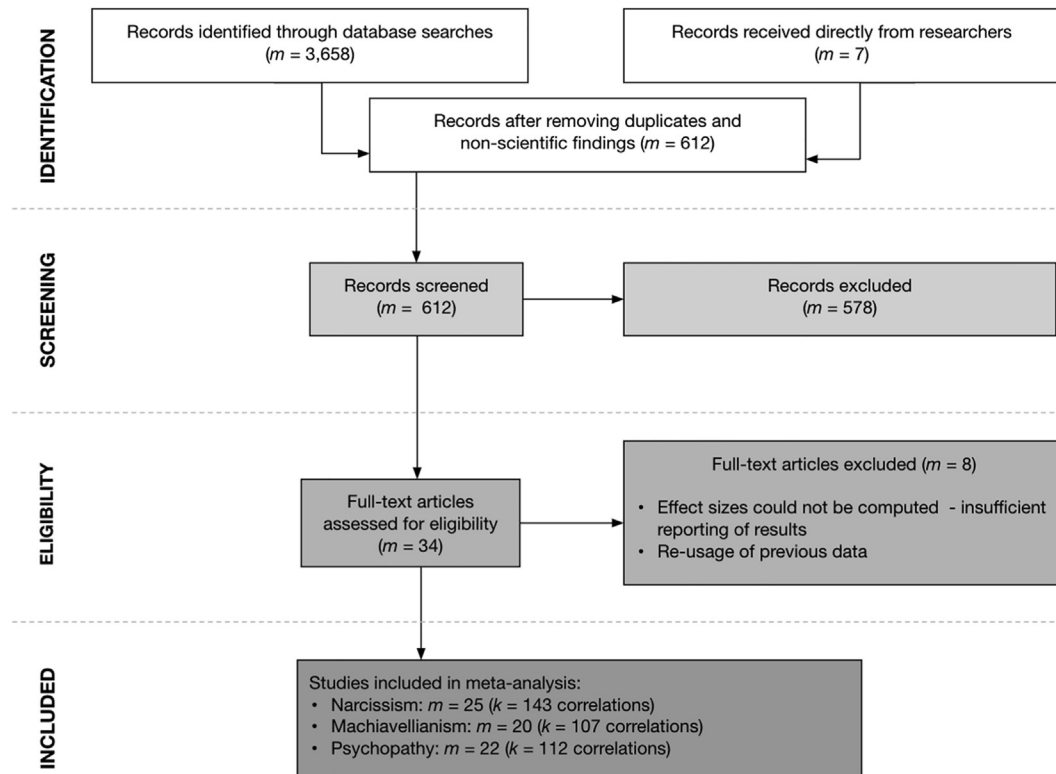 IDENTIFICATION
Records identified through database searches
(m = 3,658)
Records received directly from researchers
(m = 7)
Records after removing duplicates and
non-scientific findings (m = 612)
SCREENING
Records screened
(m = 612)
Records excluded
(m = 578)
ELIGIBILITY
Full-text articles
assessed for eligibility
(m = 34)
Full-text articles excluded (m = 8)
• Effect sizes could not be computed - insufficient
reporting of results
• Re-usage of previous data
INCLUDED
Studies included in meta-analysis:
• Narcissism: m = 25 (k = 143 correlations)
• Machiavellianism: m = 20 (k = 107 correlations)
• Psychopathy: m = 22 (k = 112 correlations)